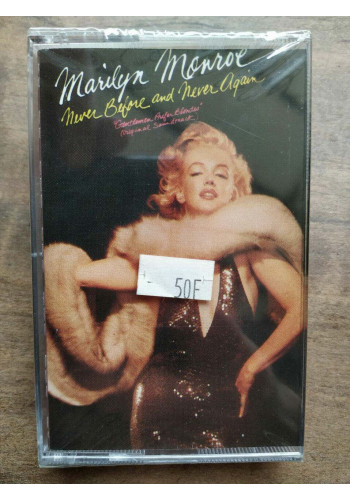 Marilyn Monroe
Never Before and Never Again
"Gentlemen Prefer Blondes"
Original Soundtrack
50F